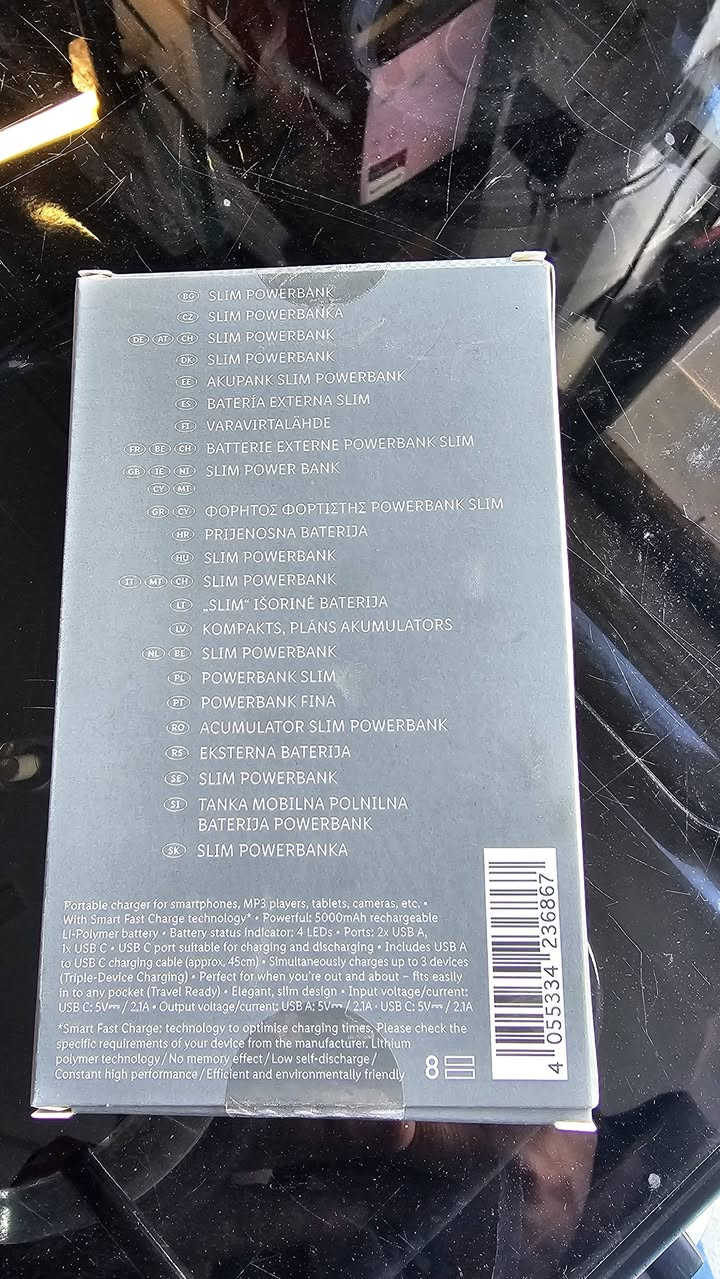 BG SLIM POWERBANK
CZ SLIM POWERBANKA
DE AT CH SLIM POWERBANK
DK SLIM POWERBANK
EE AKUPANK SLIM POWERBANK
ES BATERÍA EXTERNA SLIM
FI VARAVIRTALÄHDE
FR BE CH BATTERIE EXTERNE POWERBANK SLIM
GB IE NI SLIM POWER BANK
CY MT
GR CY ΦΟΡΗΤΟΣ ΦΟΡΤΙΣΤΗΣ POWERBANK SLIM
HR PRIJENOSNA BATERIJA
HU SLIM POWERBANK
IT MT CH SLIM POWERBANK
LT „SLIM“ IŠORINĖ BATERIJA
LV KOMPAKTS, PLĀNS AKUMULATORS
NL BE SLIM POWERBANK
PL POWERBANK SLIM
PT POWERBANK FINA
RO ACUMULATOR SLIM POWERBANK
RS EKSTERNA BATERIJA
SE SLIM POWERBANK
SI TANKA MOBILNA POLNILNA
BATERIJA POWERBANK
SK SLIM POWERBANKA
Portable charger for smartphones, MP3 players, tablets, cameras, etc. •
With Smart Fast Charge technology* • Powerful: 5000mAh rechargeable
Li-Polymer battery • Battery status indicator: 4 LEDs • Ports: 2x USB A,
1x USB C • USB C port suitable for charging and discharging • Includes USB A
to USB C charging cable (approx. 45cm) • Simultaneously charges up to 3 devices
(Triple-Device Charging) • Perfect for when you're out and about – fits easily
in to any pocket (Travel Ready) • Elegant, slim design • Input voltage/current:
USB C: 5V⎓ / 2.1A • Output voltage/current: USB A: 5V⎓ / 2.1A · USB C: 5V⎓ / 2.1A
*Smart Fast Charge: technology to optimise charging times. Please check the
specific requirements of your device from the manufacturer. Lithium
polymer technology / No memory effect / Low self-discharge /
Constant high performance / Efficient and environmentally friendly
8
4 055334 236867